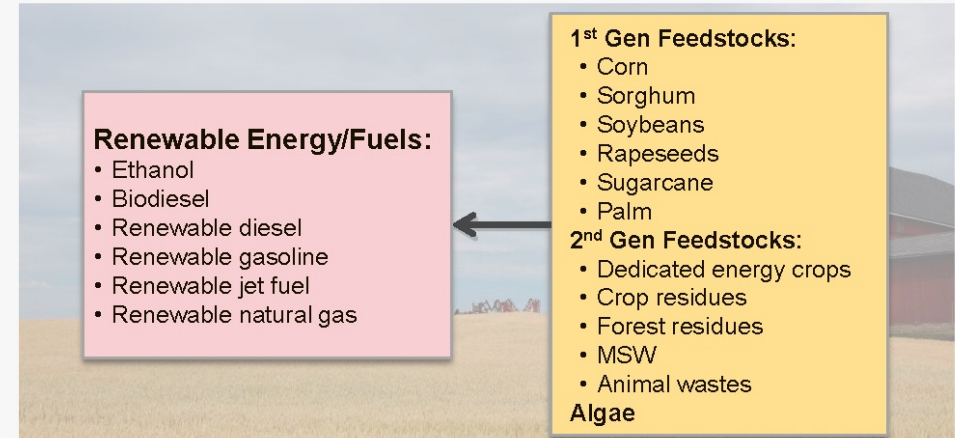 Renewable Energy/Fuels:
• Ethanol
• Biodiesel
• Renewable diesel
• Renewable gasoline
• Renewable jet fuel
• Renewable natural gas
1st Gen Feedstocks:
• Corn
• Sorghum
• Soybeans
• Rapeseeds
• Sugarcane
• Palm
2nd Gen Feedstocks:
• Dedicated energy crops
• Crop residues
• Forest residues
• MSW
• Animal wastes
Algae